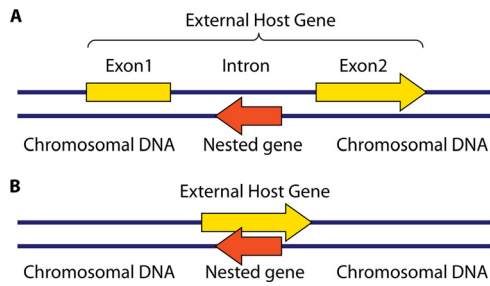 A
External Host Gene
Exon1 Intron Exon2
Chromosomal DNA Nested gene Chromosomal DNA
B
External Host Gene
Chromosomal DNA Nested gene Chromosomal DNA